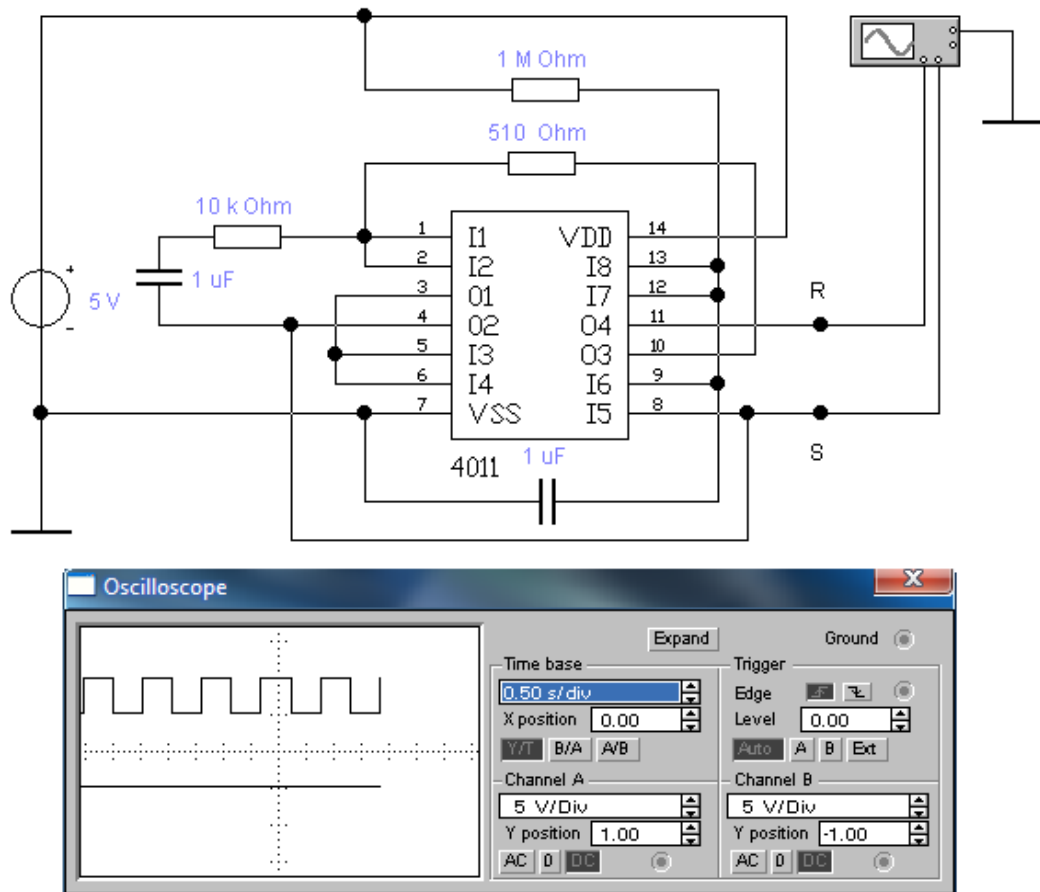 1 M Ohm
510 Ohm
10 k Ohm
1 uF
5 V
+
-
1 I1 VDD 14
2 I2 I8 13
3 O1 I7 12
4 O2 O4 11
5 I3 O3 10
6 I4 I6 9
7 VSS I5 8
R
S
4011
1 uF
Oscilloscope
X
Expand
Ground
Time base
0.50 s/div
X position 0.00
Y/T B/A A/B
Trigger
Edge
Level 0.00
Auto A B Ext
Channel A
5 V/Div
Y position 1.00
AC 0 DC
Channel B
5 V/Div
Y position -1.00
AC 0 DC